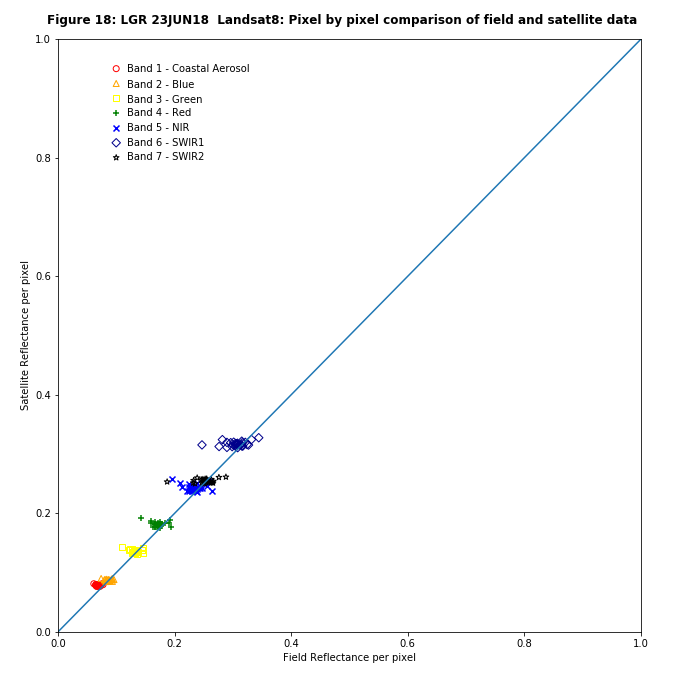 Figure 18: LGR 23JUN18 Landsat8: Pixel by pixel comparison of field and satellite data
1.0
Band 1 - Coastal Aerosol
Band 2 - Blue
Band 3 - Green
Band 4 - Red
Band 5 - NIR
Band 6 - SWIR1
Band 7 - SWIR2
0.8
0.6
0.4
0.2
0.0
Satellite Reflectance per pixel
0.0 0.2 0.4 0.6 0.8 1.0
Field Reflectance per pixel